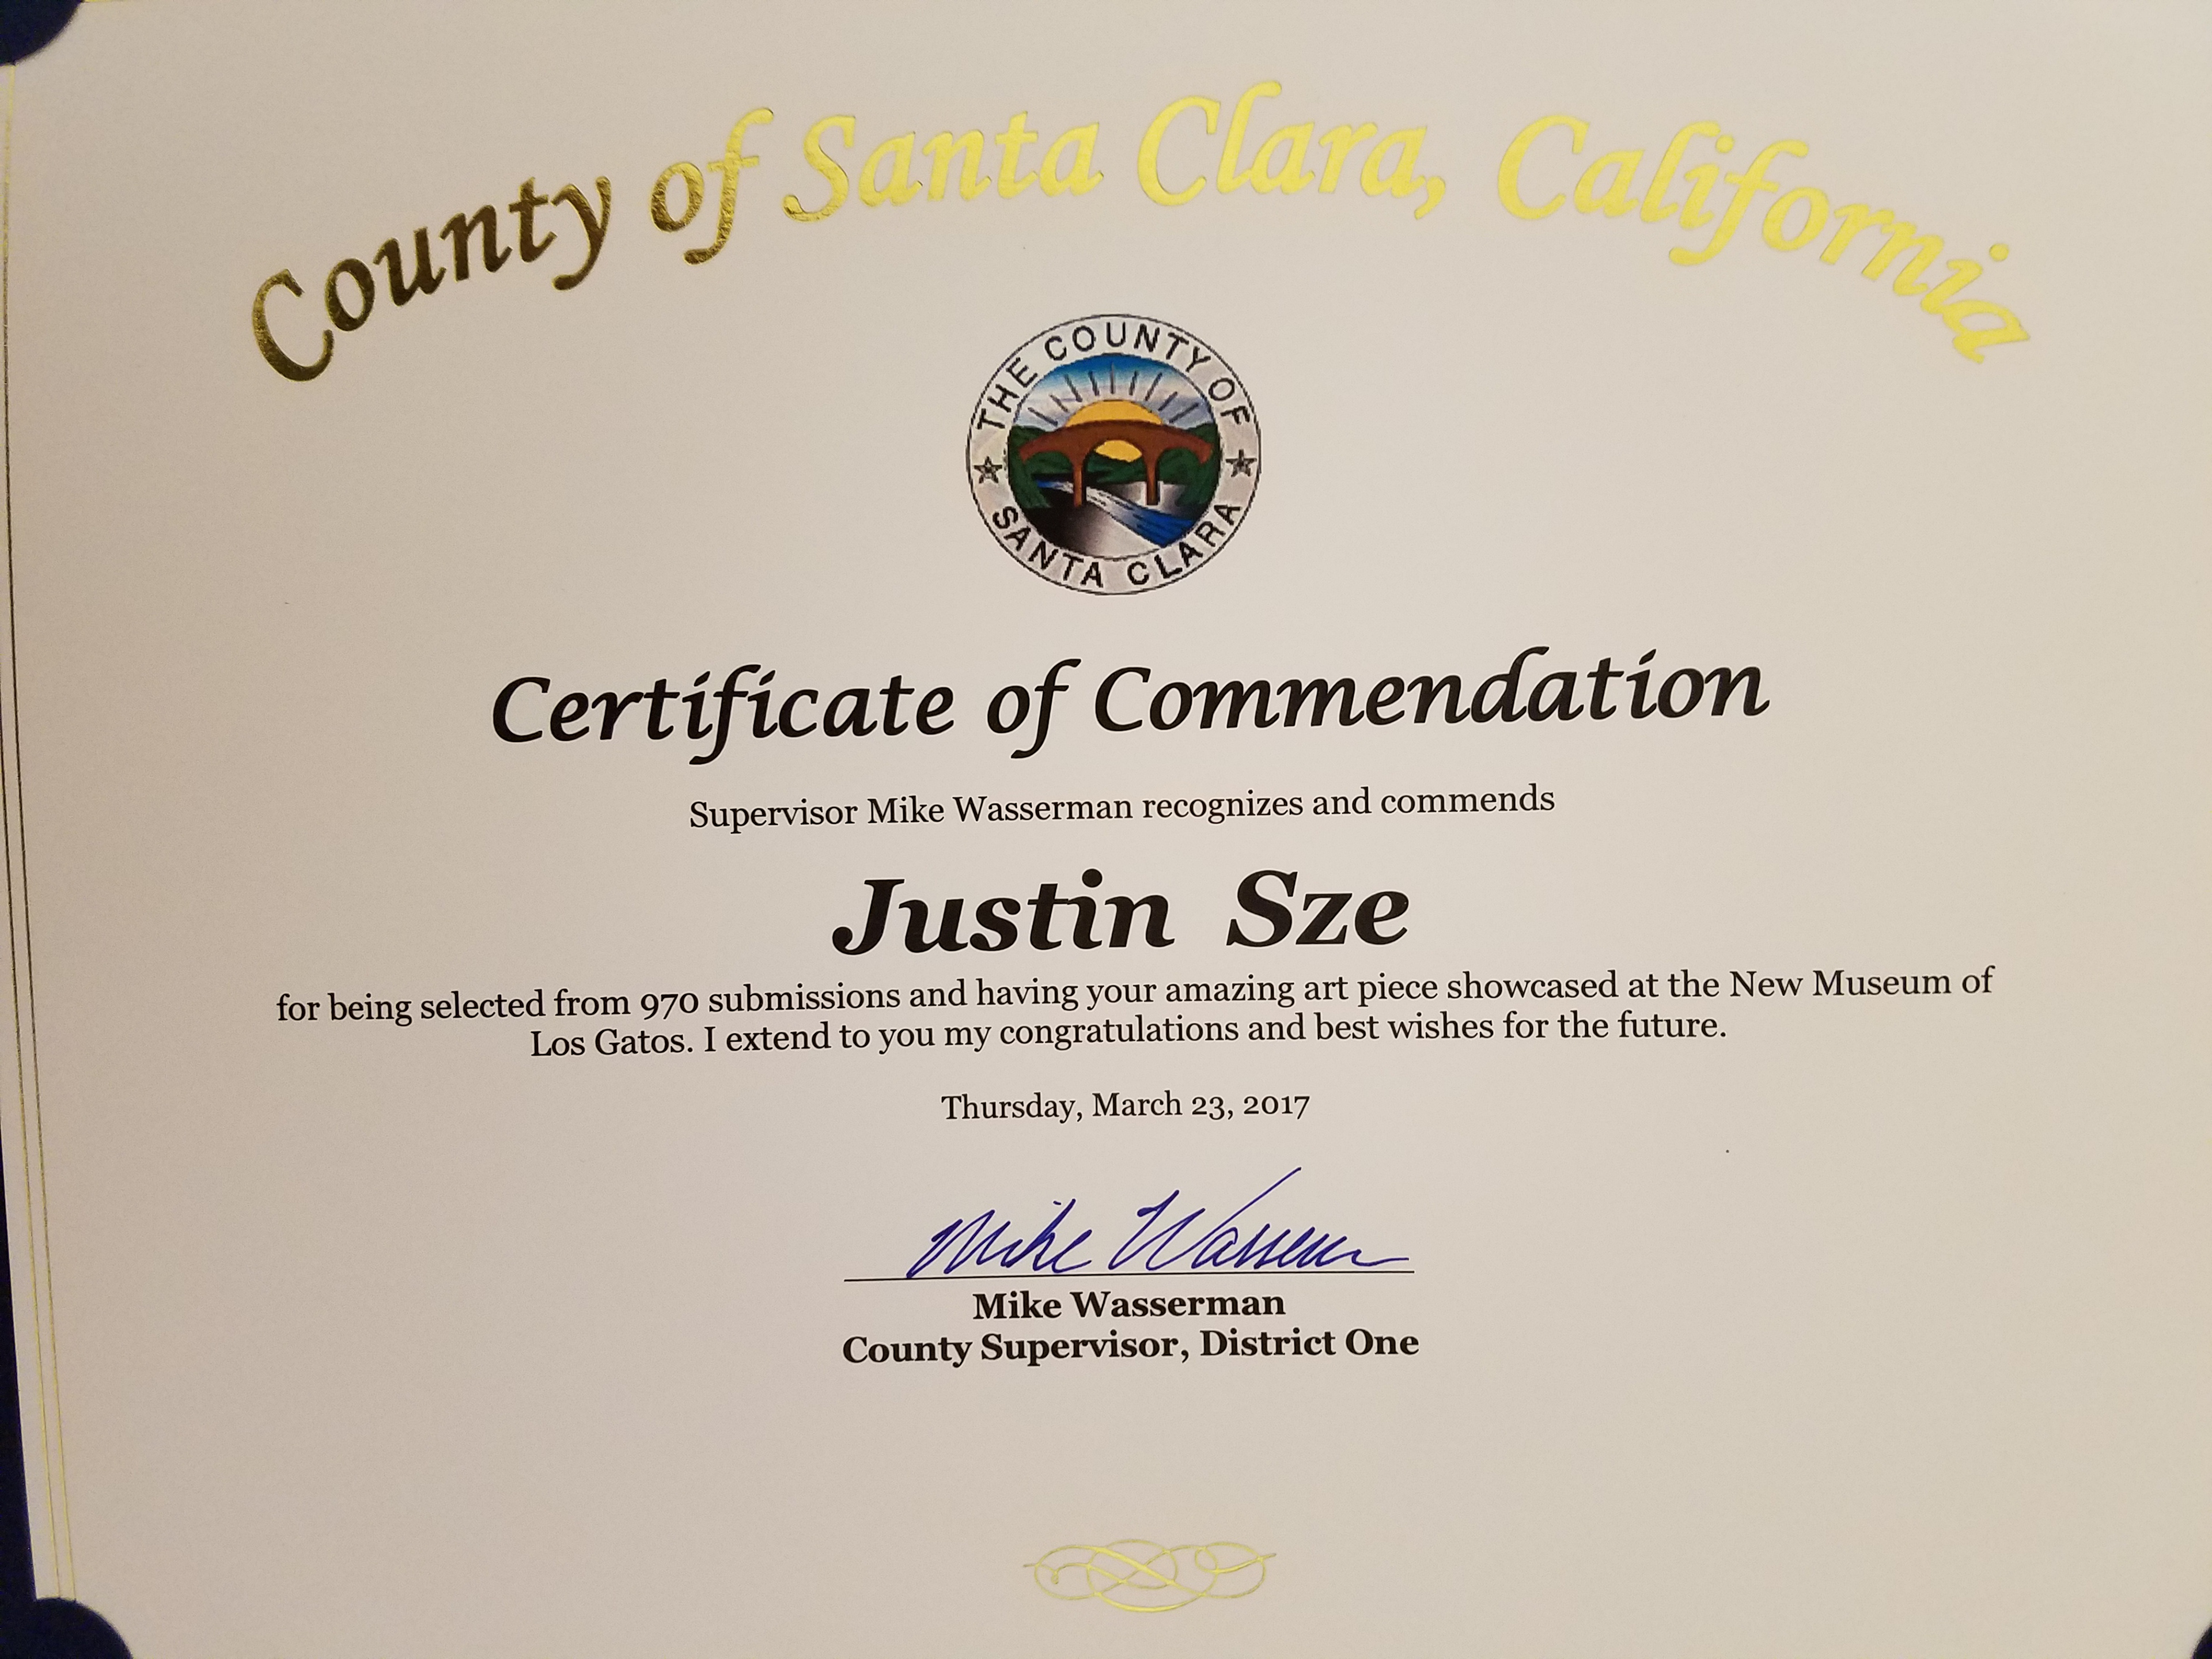 County of Santa Clara, California
THE COUNTY OF
SANTA CLARA
Certificate of Commendation
Supervisor Mike Wasserman recognizes and commends
Justin Sze
for being selected from 970 submissions and having your amazing art piece showcased at the New Museum of
Los Gatos. I extend to you my congratulations and best wishes for the future.
Thursday, March 23, 2017
Mike Wasserman
Mike Wasserman
County Supervisor, District One